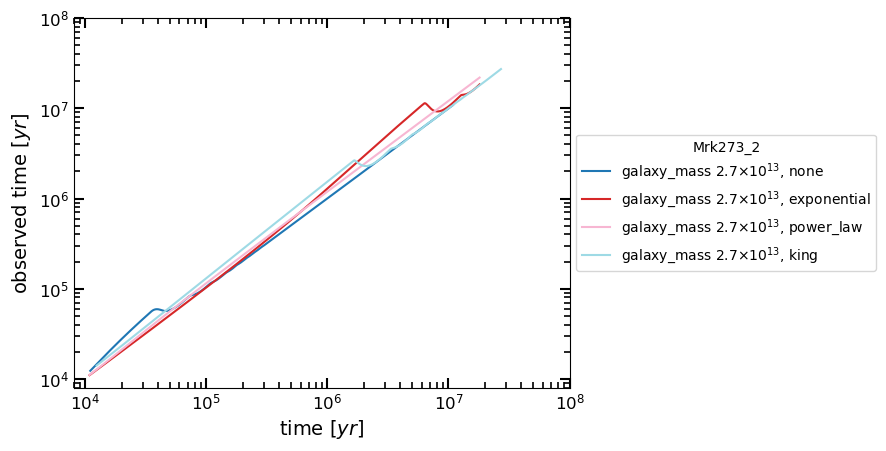 10^8
10^7
10^6
10^5
10^4
observed time [yr]
10^4 10^5 10^6 10^7 10^8
time [yr]
Mrk273_2
galaxy_mass 2.7×10^13, none
galaxy_mass 2.7×10^13, exponential
galaxy_mass 2.7×10^13, power_law
galaxy_mass 2.7×10^13, king